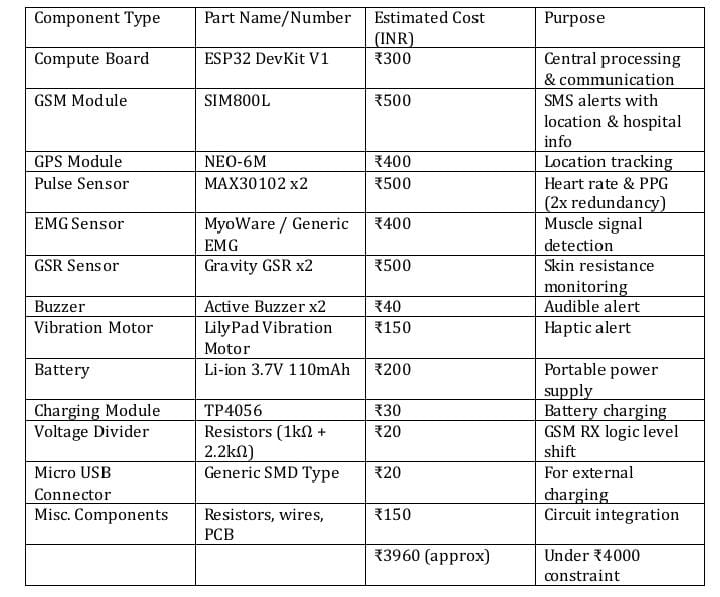 Component Type Part Name/Number Estimated Cost Purpose
(INR)
Compute Board ESP32 DevKit V1 ₹300 Central processing
& communication
GSM Module SIM800L ₹500 SMS alerts with
location & hospital
info
GPS Module NEO-6M ₹400 Location tracking
Pulse Sensor MAX30102 x2 ₹500 Heart rate & PPG
(2x redundancy)
EMG Sensor MyoWare / Generic ₹400 Muscle signal
EMG detection
GSR Sensor Gravity GSR x2 ₹500 Skin resistance
monitoring
Buzzer Active Buzzer x2 ₹40 Audible alert
Vibration Motor LilyPad Vibration ₹150 Haptic alert
Motor
Battery Li-ion 3.7V 110mAh ₹200 Portable power
supply
Charging Module TP4056 ₹30 Battery charging
Voltage Divider Resistors (1kΩ + ₹20 GSM RX logic level
2.2kΩ) shift
Micro USB Generic SMD Type ₹20 For external
Connector charging
Misc. Components Resistors, wires, ₹150 Circuit integration
PCB
₹3960 (approx) Under ₹4000
constraint